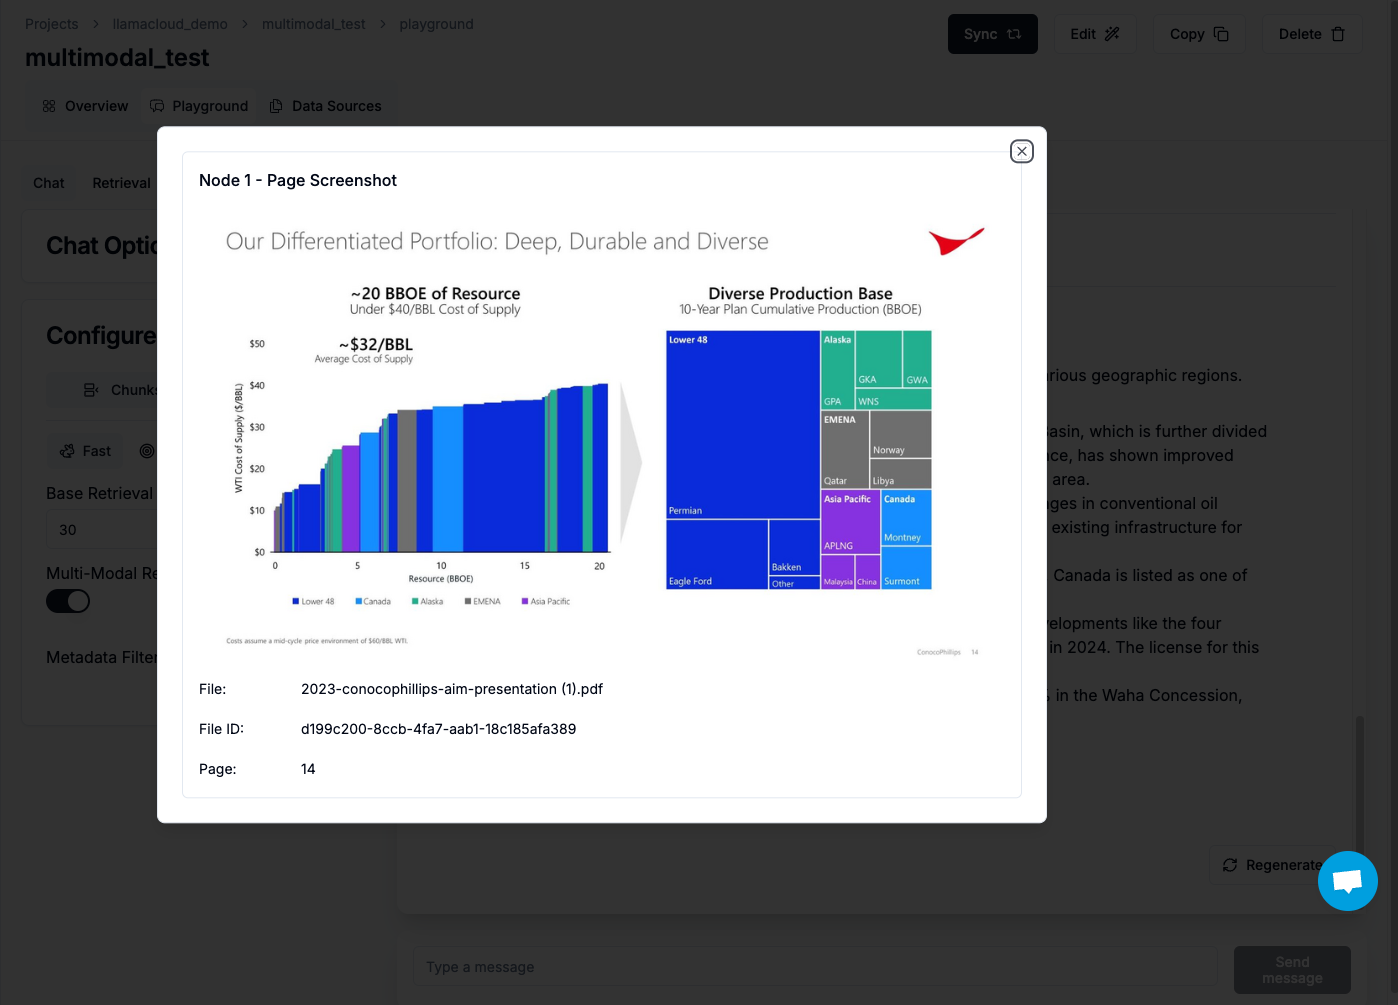 Projects > llamacloud_demo > multimodal_test > playground
multimodal_test
Sync
Edit
Copy
Delete
Overview
Playground
Data Sources
Chat
Retrieval
Chat Optio
Configure
Chunks
Fast
Base Retrieval
30
Multi-Modal Re
Metadata Filter
Node 1 - Page Screenshot
Our Differentiated Portfolio: Deep, Durable and Diverse
~20 BBOE of Resource
Under $40/BBL Cost of Supply
~$32/BBL
Average Cost of Supply
WTI Cost of Supply ($/BBL)
$50
$40
$30
$20
$10
$0
0 5 10 15 20
Resource (BBOE)
Lower 48 Canada Alaska EMENA Asia Pacific
Diverse Production Base
10-Year Plan Cumulative Production (BBOE)
Lower 48
Permian
Eagle Ford
Bakken
Other
Alaska
GKA
GWA
GPA
WNS
EMENA
Norway
Qatar
Libya
Asia Pacific
APLNG
Malaysia
China
Canada
Montney
Surmont
Costs assume a mid-cycle price environment of $60/BBL WTI.
ConocoPhillips 14
File: 2023-conocophillips-aim-presentation (1).pdf
File ID: d199c200-8ccb-4fa7-aab1-18c185afa389
Page: 14
rious geographic regions.
Basin, which is further divided
ce, has shown improved
area.
ges in conventional oil
existing infrastructure for
Canada is listed as one of
elopments like the four
in 2024. The license for this
in the Waha Concession,
Regenerate
Type a message
Send
message